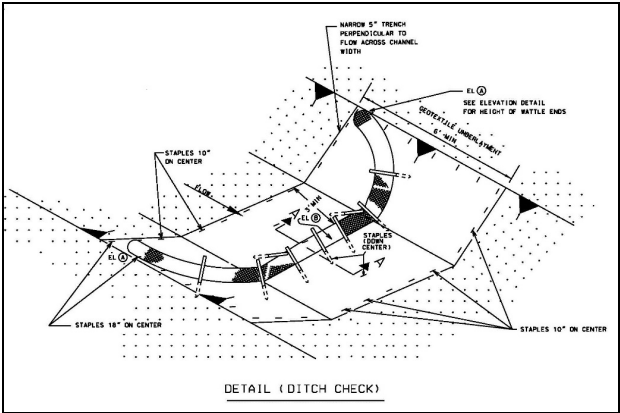 NARROW 5" TRENCH
PERPENDICULAR TO
FLOW ACROSS CHANNEL
WIDTH
EL A
SEE ELEVATION DETAIL
FOR HEIGHT OF WATTLE ENDS
GEOTEXTILE UNDERLAYMENT
6' MIN
STAPLES 10"
ON CENTER
FLOW
3' MIN
A
EL B
STAPLES
(DOWN
CENTER)
A
EL A
STAPLES 18" ON CENTER
STAPLES 10" ON CENTER
DETAIL (DITCH CHECK)